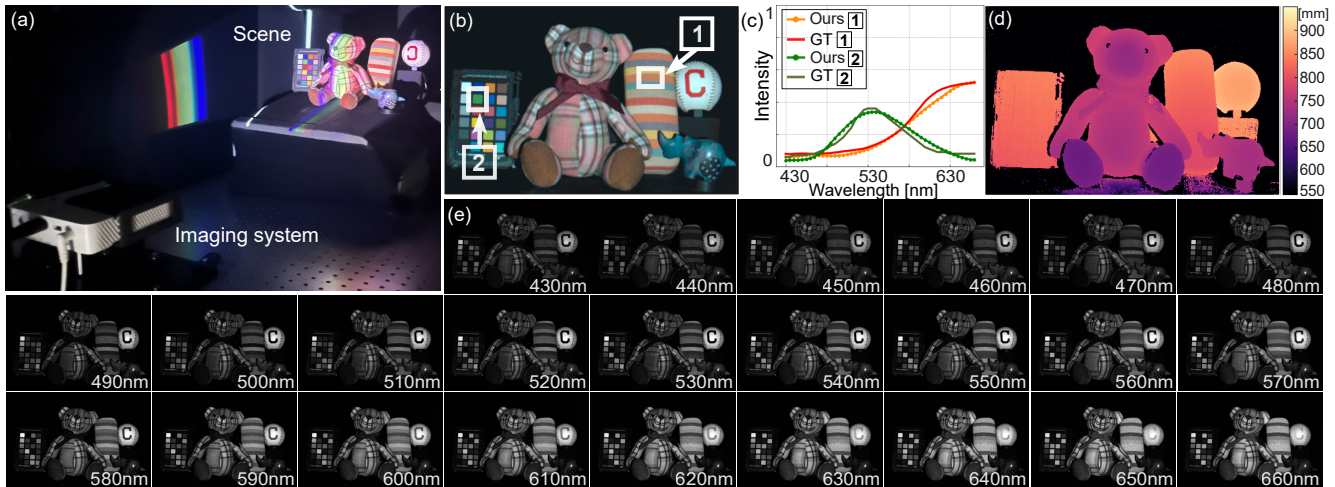 (a)
Scene
Imaging system
(b)
1
2
C
(c)
1
Intensity
0
Ours 1
GT 1
Ours 2
GT 2
430 530 630
Wavelength [nm]
(d)
[mm]
900
850
800
750
700
650
600
550
(e)
430nm 440nm 450nm 460nm 470nm 480nm
490nm 500nm 510nm 520nm 530nm 540nm 550nm 560nm 570nm
580nm 590nm 600nm 610nm 620nm 630nm 640nm 650nm 660nm